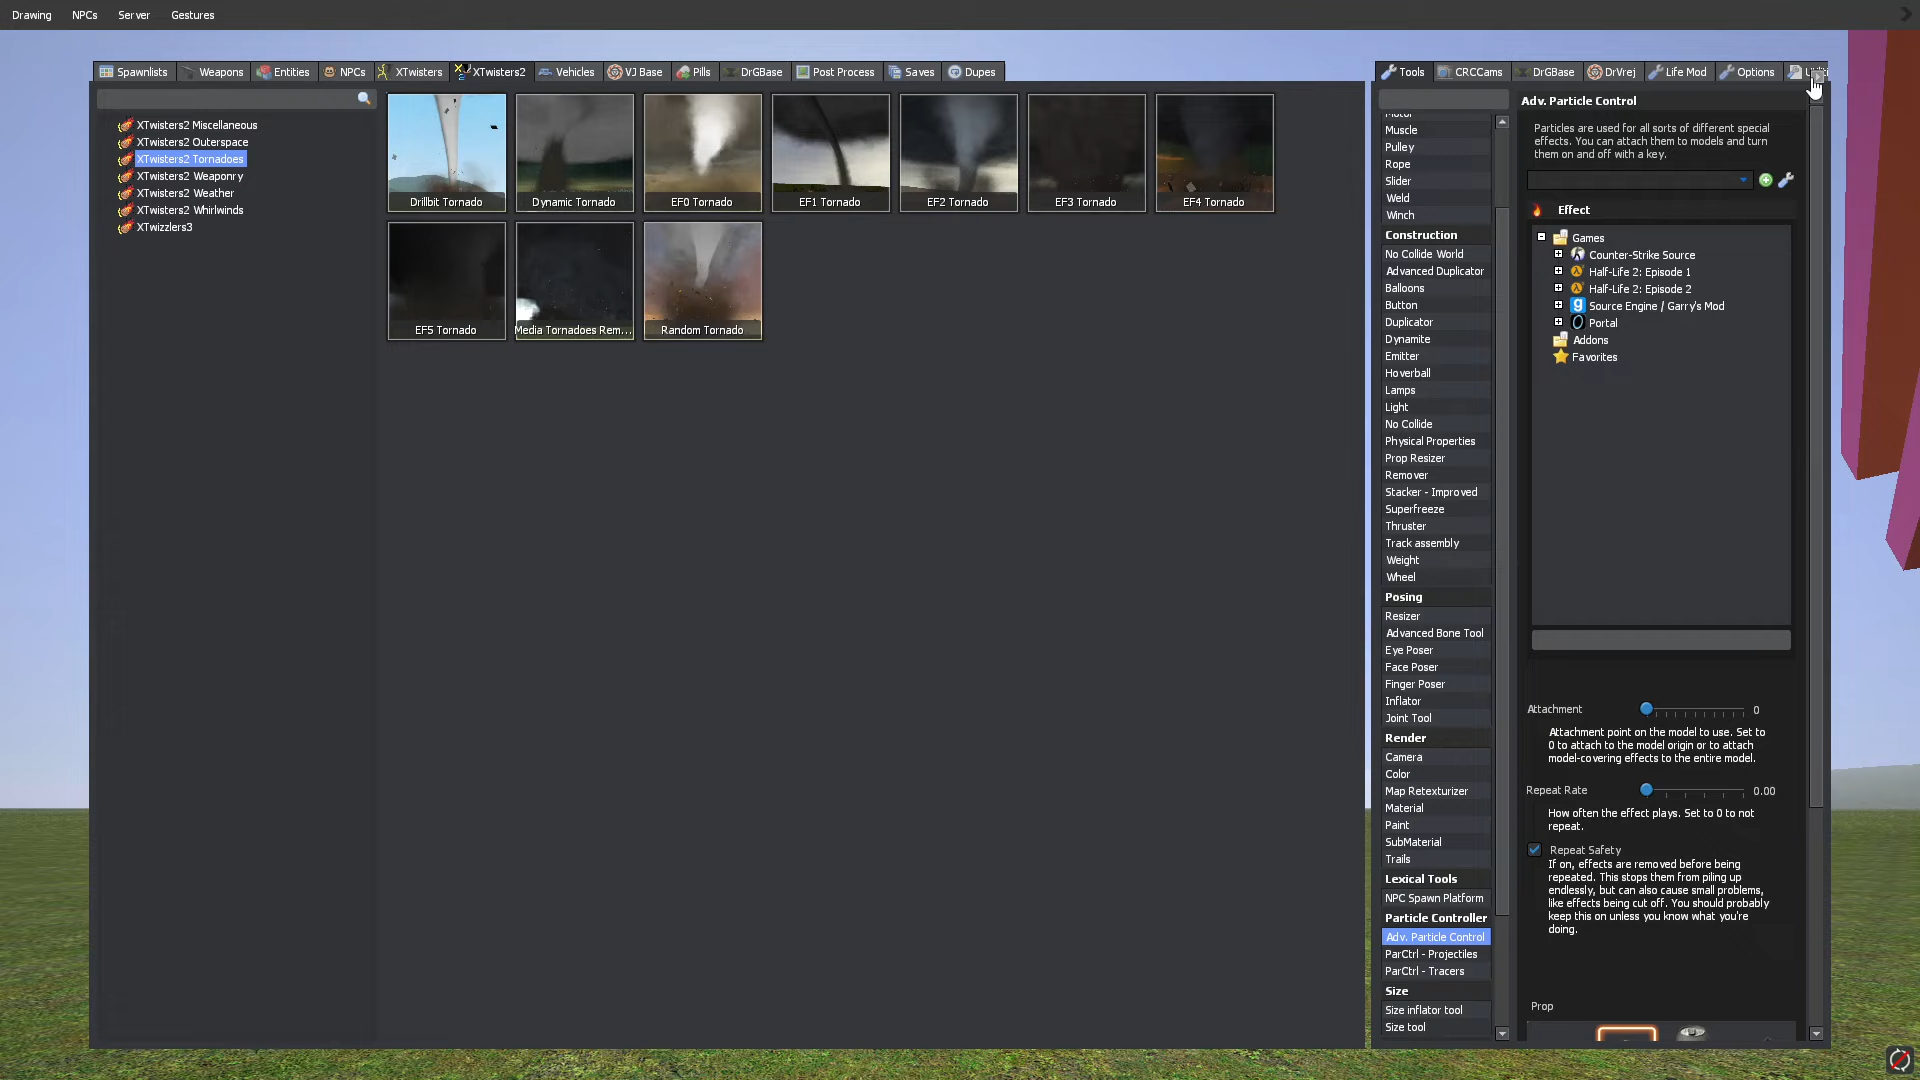 Drawing NPCs Server Gestures
Spawnlists Weapons Entities NPCs XTwisters XTwisters2 Vehicles VJ Base Pills DrGBase Post Process Saves Dupes
XTwisters2 Miscellaneous
XTwisters2 Outerspace
XTwisters2 Tornadoes
XTwisters2 Weaponry
XTwisters2 Weather
XTwisters2 Whirlwinds
XTwizzlers3
Drillbit Tornado Dynamic Tornado EF0 Tornado EF1 Tornado EF2 Tornado EF3 Tornado EF4 Tornado
EF5 Tornado Media Tornadoes Rem... Random Tornado
Tools CRCCams DrGBase DrVrej Life Mod Options
Muscle
Pulley
Rope
Slider
Weld
Winch
Construction
No Collide World
Advanced Duplicator
Balloons
Button
Duplicator
Dynamite
Emitter
Hoverball
Lamps
Light
No Collide
Physical Properties
Prop Resizer
Remover
Stacker - Improved
Superfreeze
Thruster
Track assembly
Weight
Wheel
Posing
Resizer
Advanced Bone Tool
Eye Poser
Face Poser
Finger Poser
Inflator
Joint Tool
Render
Camera
Color
Map Retexturizer
Material
Paint
SubMaterial
Trails
Lexical Tools
NPC Spawn Platform
Particle Controller
Adv. Particle Control
ParCtrl - Projectiles
ParCtrl - Tracers
Size
Size inflator tool
Size tool
Adv. Particle Control
Particles are used for all sorts of different special
effects. You can attach them to models and turn
them on and off with a key.
Effect
Games
Counter-Strike Source
Half-Life 2: Episode 1
Half-Life 2: Episode 2
Source Engine / Garry's Mod
Portal
Addons
Favorites
Attachment 0
Attachment point on the model to use. Set to
0 to attach to the model origin or to attach
model-covering effects to the entire model.
Repeat Rate 0.00
How often the effect plays. Set to 0 to not
repeat.
Repeat Safety
If on, effects are removed before being
repeated. This stops them from piling up
endlessly, but can also cause small problems,
like effects being cut off. You should probably
keep this on unless you know what you're
doing.
Prop